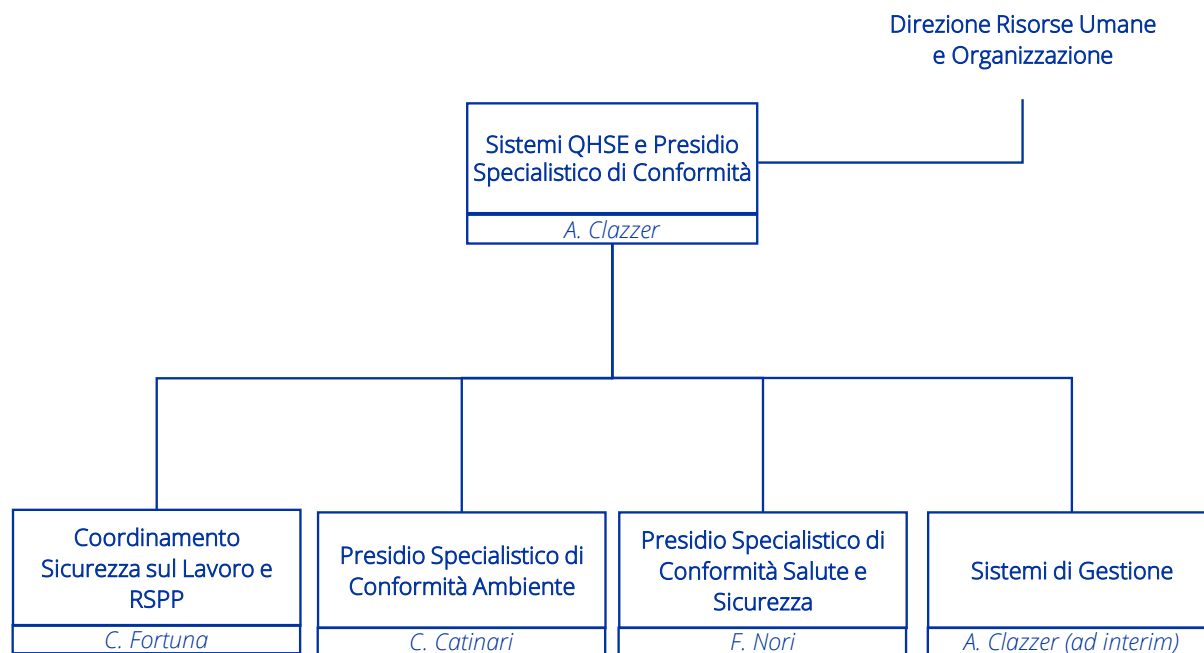 Direzione Risorse Umane
e Organizzazione
Sistemi QHSE e Presidio
Specialistico di Conformità
A. Clazzer
Coordinamento
Sicurezza sul Lavoro e
RSPP
C. Fortuna
Presidio Specialistico di
Conformità Ambiente
C. Catinari
Presidio Specialistico di
Conformità Salute e
Sicurezza
F. Nori
Sistemi di Gestione
A. Clazzer (ad interim)